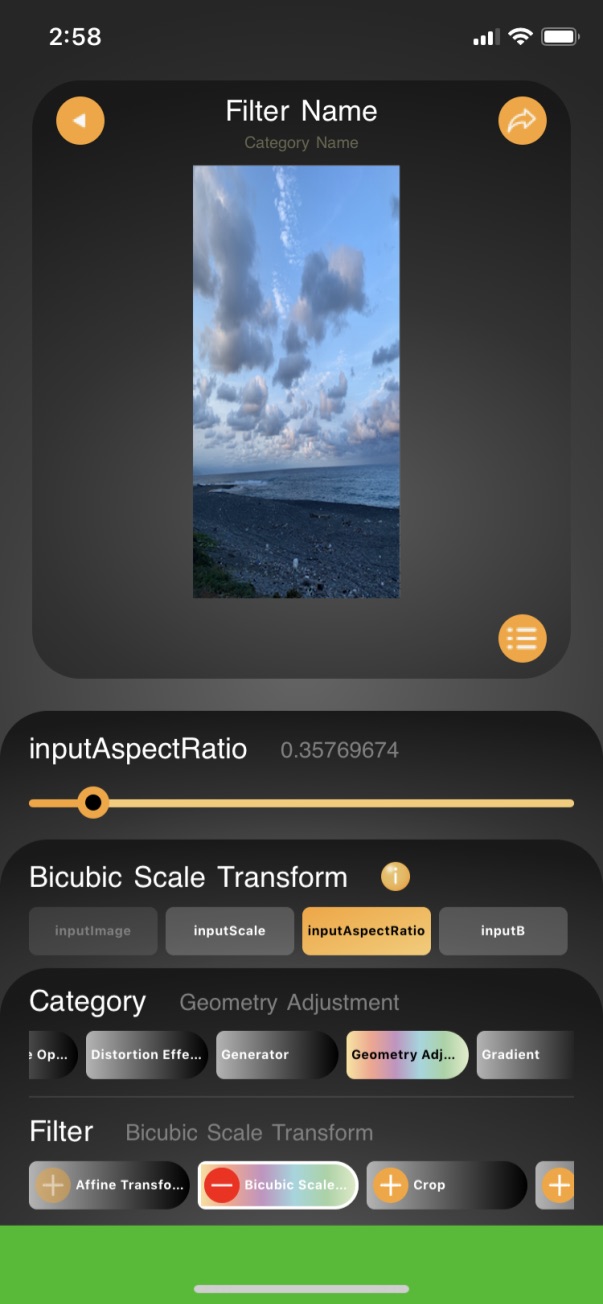 2:58
Filter Name
Category Name
inputAspectRatio 0.35769674
Bicubic Scale Transform i
inputImage inputScale inputAspectRatio inputB
Category Geometry Adjustment
e Op... Distortion Effe... Generator Geometry Adj... Gradient
Filter Bicubic Scale Transform
Affine Transfo... Bicubic Scale... Crop